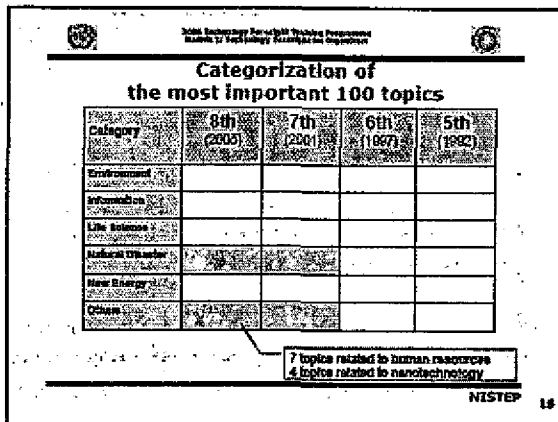 Categorization of
the most important 100 topics
Category 8th (2005) 7th (2001) 6th (1997) 5th (1992)
Environment
Information
Life Science
Natural Disaster
New Energy
Others
7 topics related to human resources
4 topics related to nanotechnology
NISTEP